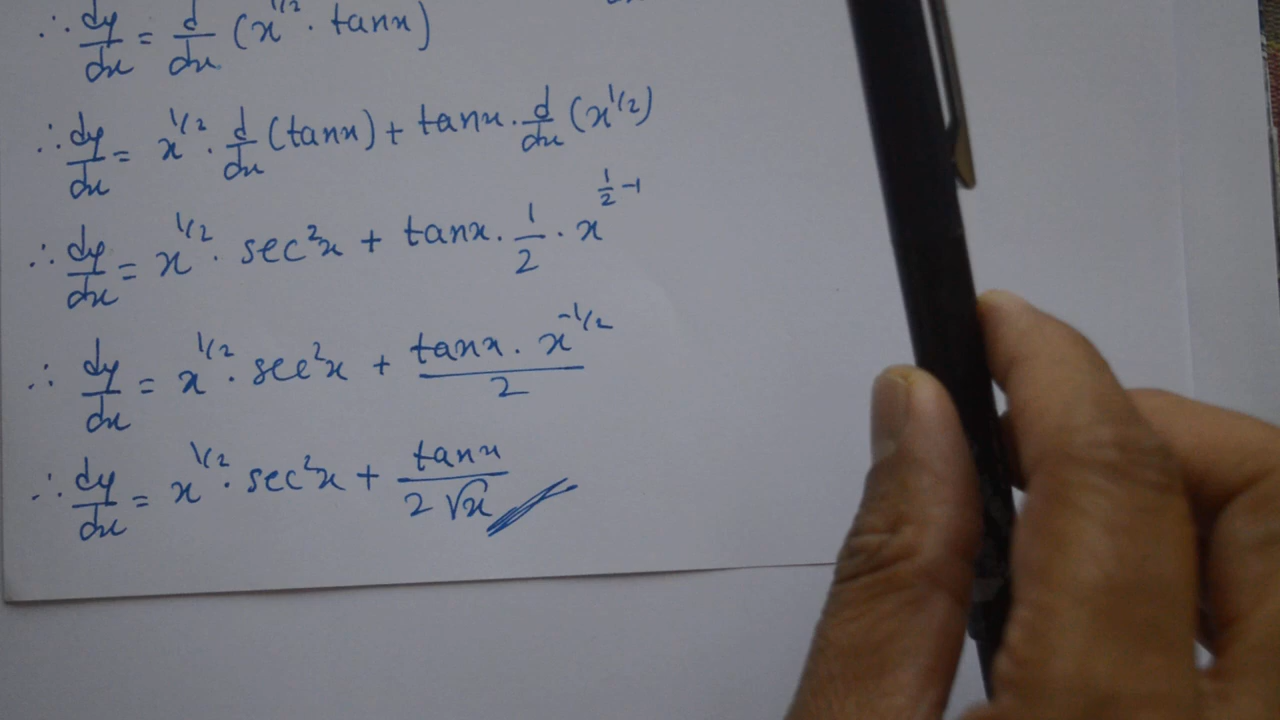 ∴ dy/dx = d/dx (x^1/2 · tanx)
∴ dy/dx = x^1/2 · d/dx (tanx) + tanx · d/dx (x^1/2)
∴ dy/dx = x^1/2 · sec²x + tanx · 1/2 · x^(1/2 - 1)
∴ dy/dx = x^1/2 · sec²x + (tanx · x^-1/2)/2
∴ dy/dx = x^1/2 · sec²x + tanx/(2√x)